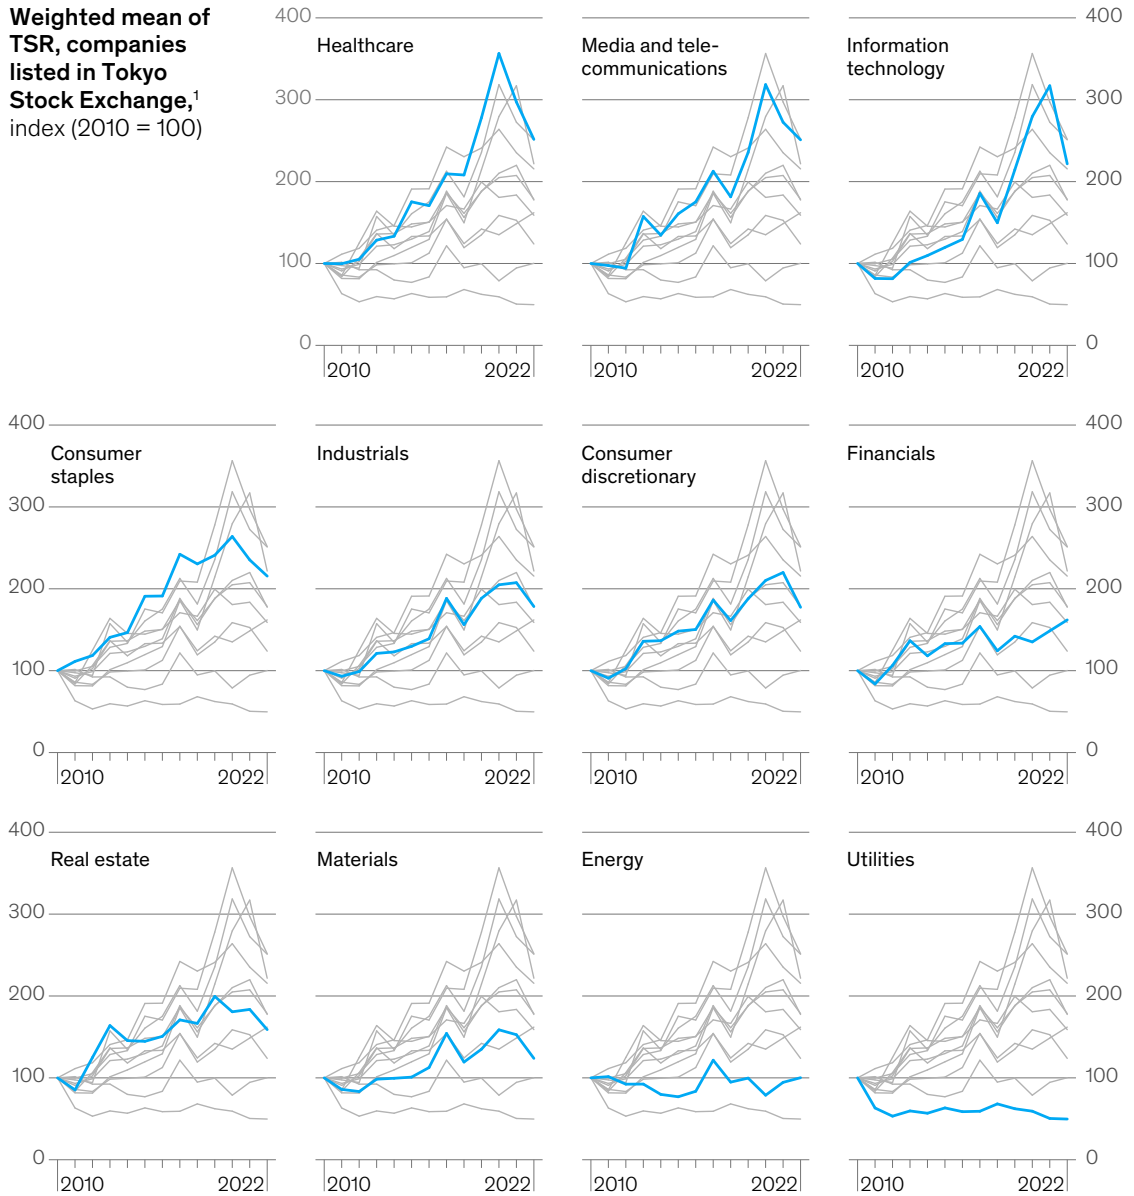 Weighted mean of
TSR, companies
listed in Tokyo
Stock Exchange,¹
index (2010 = 100)
400
400
Healthcare
Media and tele-
communications
Information
technology
300
300
200
200
100
100
0
0
2010 2022
2010 2022
2010 2022
400
400
Consumer
staples
Industrials
Consumer
discretionary
Financials
300
300
200
200
100
100
0
0
2010 2022
2010 2022
2010 2022
2010 2022
400
400
Real estate
Materials
Energy
Utilities
300
300
200
200
100
100
0
0
2010 2022
2010 2022
2010 2022
2010 2022